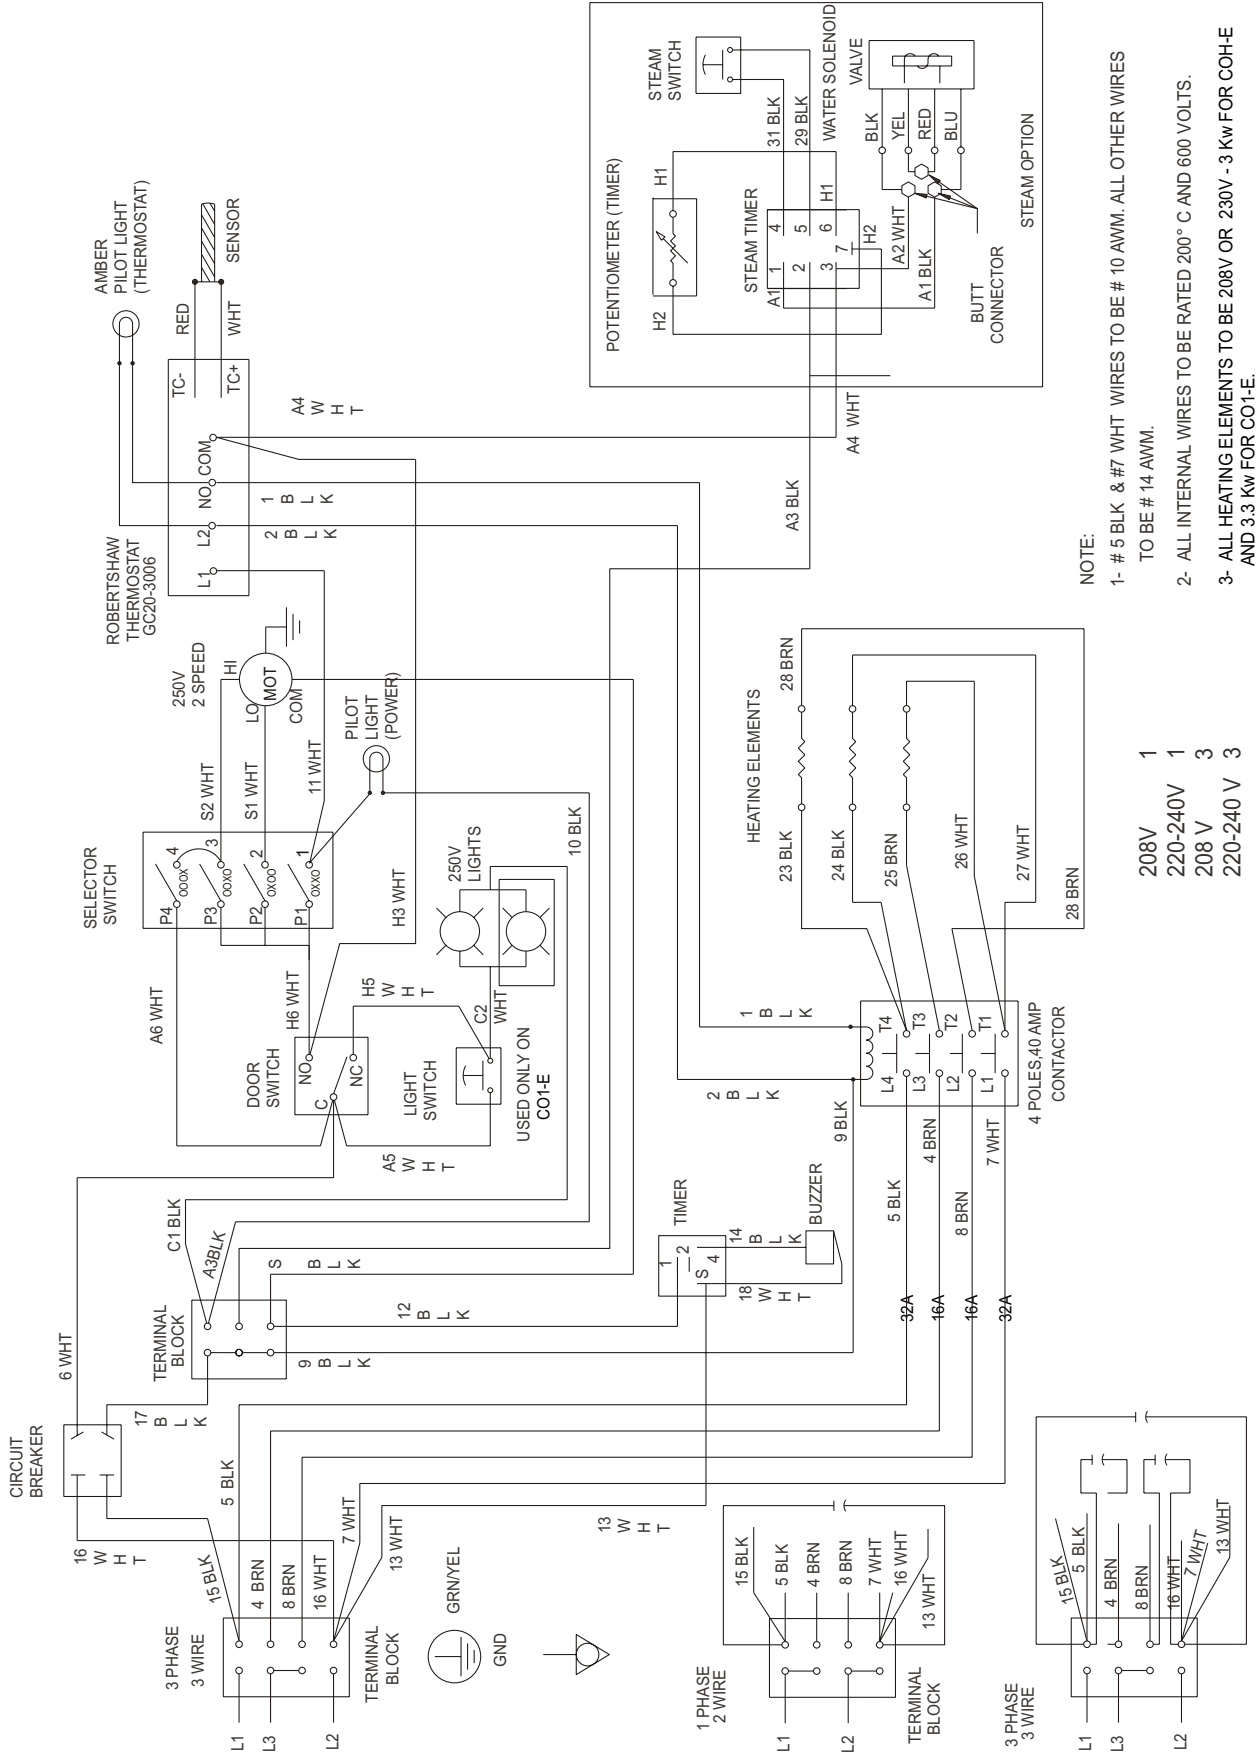 AMBER
PILOT LIGHT
(THERMOSTAT)
RED
WHT
SENSOR
TC-
TC+
A4
W
H
T
NO
COM
L2
L1
1
B
L
K
2
B
L
K
ROBERTSHAW
THERMOSTAT
GC20-3006
250V
2 SPEED
HI
LO
MOT
COM
PILOT
LIGHT
(POWER)
S2 WHT
S1 WHT
11 WHT
SELECTOR
SWITCH
4
3
2
1
OOOX
OOXO
OXOO
OXXO
P4
P3
P2
P1
10 BLK
250V
LIGHTS
H3 WHT
A6 WHT
H6 WHT
H5
W
H
T
C2
WHT
DOOR
SWITCH
NO
NC
C
LIGHT
SWITCH
USED ONLY ON
CO1-E
A5
W
H
T
C1 BLK
A3BLK
S
B
L
K
TERMINAL
BLOCK
12
B
L
K
9
B
L
K
6 WHT
CIRCUIT
BREAKER
17
B
L
K
5 BLK
16
W
H
T
15 BLK
4 BRN
8 BRN
16 WHT
7 WHT
13 WHT
3 PHASE
3 WIRE
L1
L3
L2
TERMINAL
BLOCK
GRN/YEL
GND
STEAM
SWITCH
31 BLK
29 BLK
WATER SOLENOID
VALVE
BLK
YEL
RED
BLU
POTENTIOMETER (TIMER)
H1
H2
STEAM TIMER
A1
1
2
3
4
5
6
7
H1
H2
A2 WHT
A1 BLK
BUTT
CONNECTOR
STEAM OPTION
A4 WHT
A3 BLK
HEATING ELEMENTS
28 BRN
23 BLK
24 BLK
25 BRN
26 WHT
27 WHT
28 BRN
1
B
L
K
2
B
L
K
9 BLK
L4
T4
L3
T3
L2
T2
L1
T1
4 POLES,40 AMP
CONTACTOR
5 BLK
4 BRN
8 BRN
7 WHT
32A
16A
16A
32A
TIMER
1
2
S
4
14
B
L
K
BUZZER
18
W
H
T
13
W
H
T
15 BLK
5 BLK
4 BRN
8 BRN
7 WHT
16 WHT
13 WHT
1 PHASE
2 WIRE
L1
L2
TERMINAL
BLOCK
15 BLK
5 BLK
4 BRN
8 BRN
16 WHT
7 WHT
13 WHT
3 PHASE
3 WIRE
L1
L3
L2
NOTE:
1- # 5 BLK & #7 WHT WIRES TO BE # 10 AWM. ALL OTHER WIRES
TO BE # 14 AWM.
2- ALL INTERNAL WIRES TO BE RATED 200° C AND 600 VOLTS.
3- ALL HEATING ELEMENTS TO BE 208V OR 230V - 3 Kw FOR COH-E
AND 3.3 Kw FOR CO1-E.
208V 1
220-240V 1
208 V 3
220-240 V 3